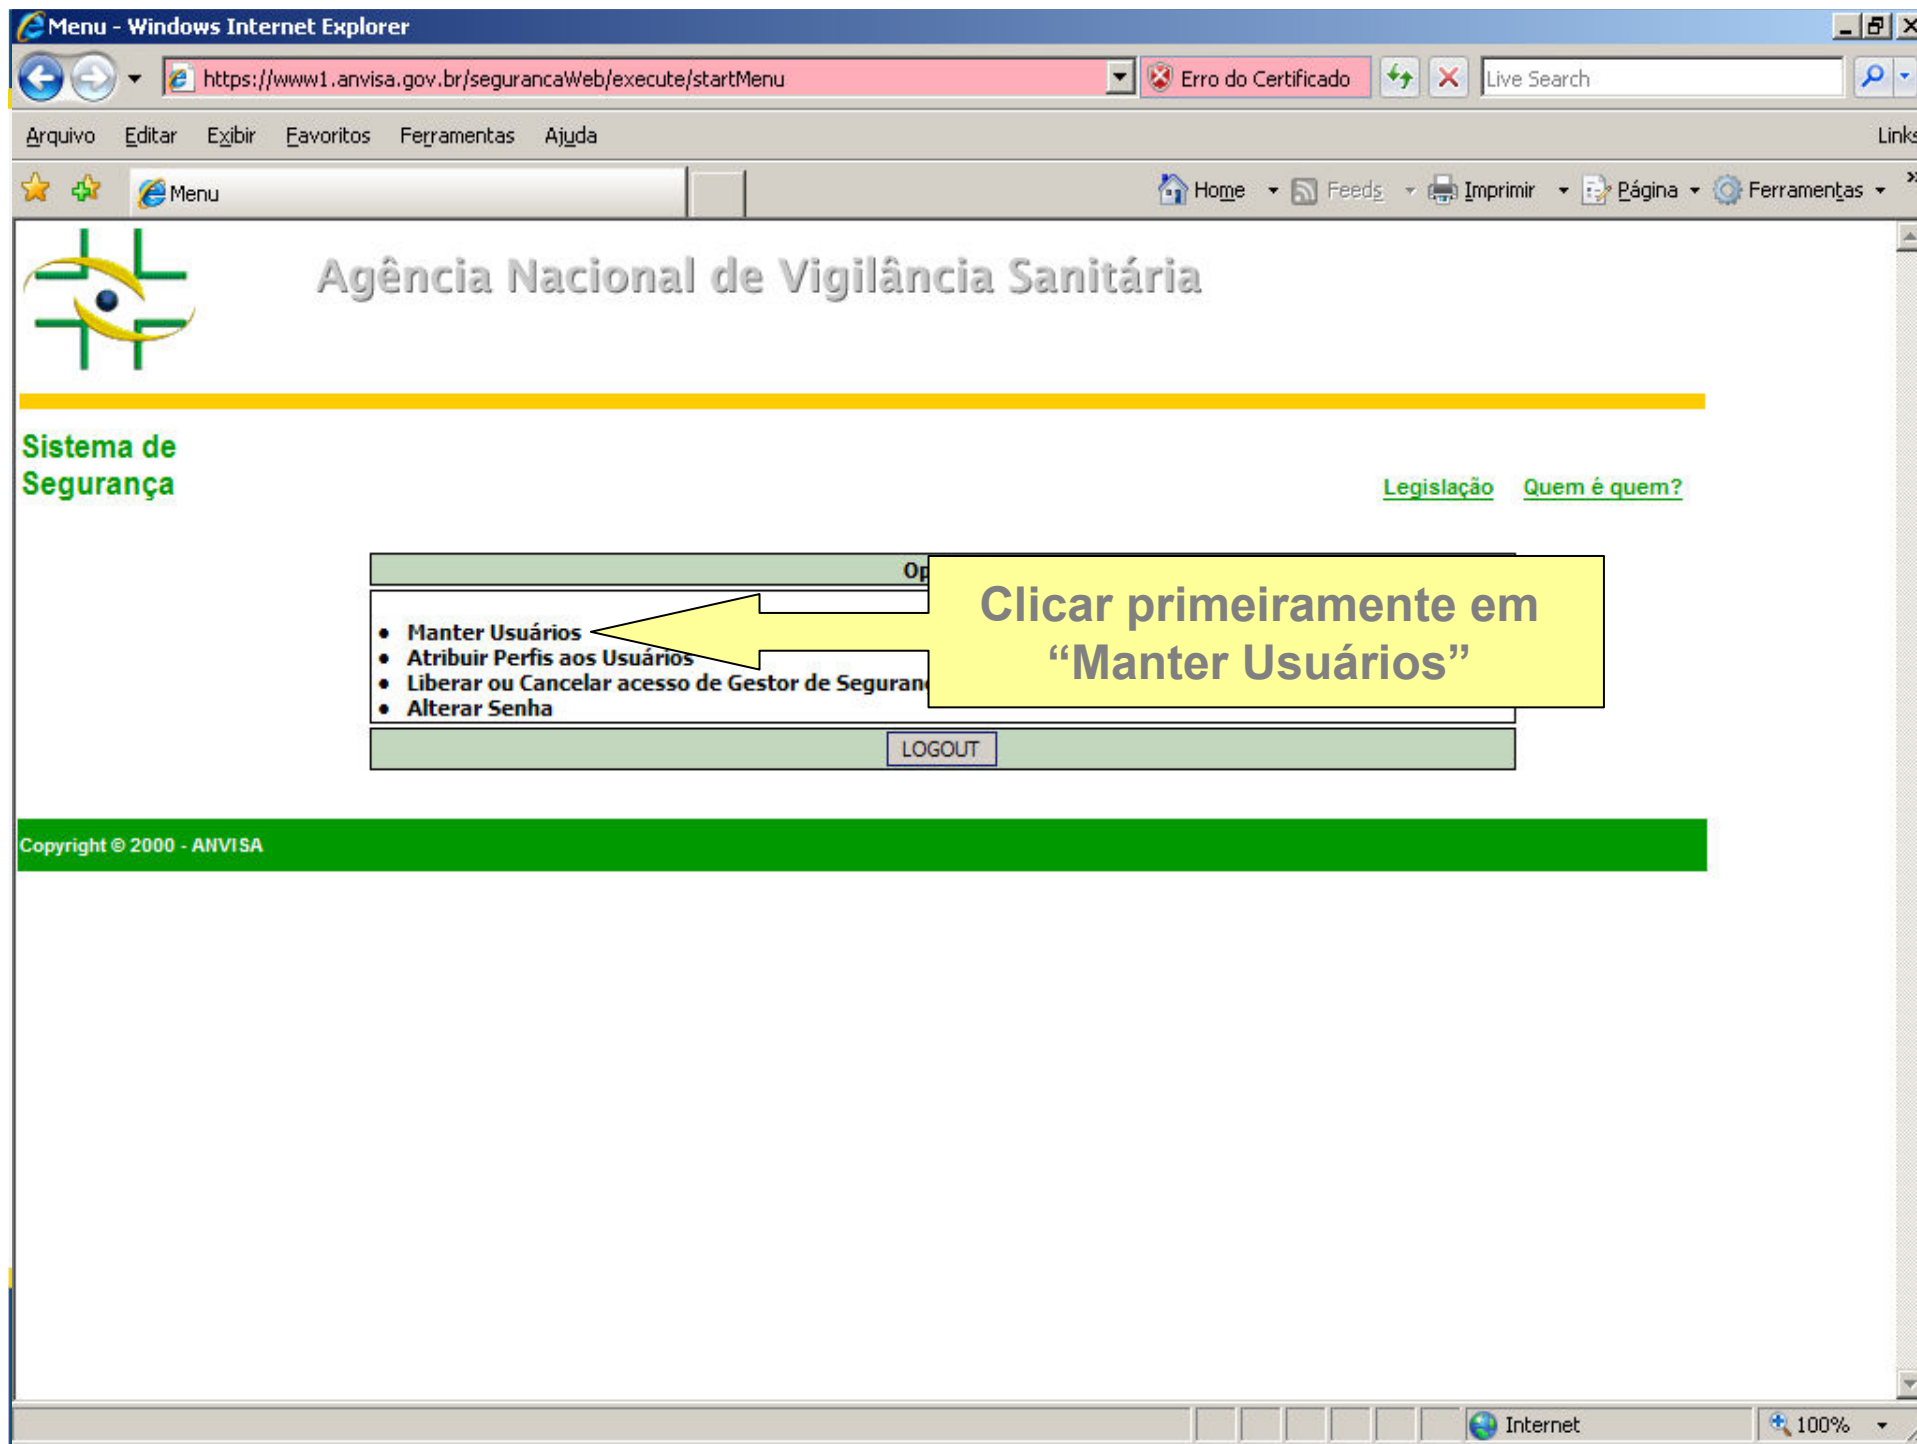 Menu - Windows Internet Explorer
https://www1.anvisa.gov.br/segurancaWeb/execute/startMenu
Erro do Certificado
Live Search
Arquivo Editar Exibir Favoritos Ferramentas Ajuda
Links
Menu
Home Feeds Imprimir Página Ferramentas
Agência Nacional de Vigilância Sanitária
Sistema de
Segurança
Legislação Quem é quem?
Clicar primeiramente em
“Manter Usuários”
• Manter Usuários
• Atribuir Perfis aos Usuários
• Liberar ou Cancelar acesso de Gestor de
• Alterar Senha
LOGOUT
Copyright © 2000 - ANVISA
Internet
100%